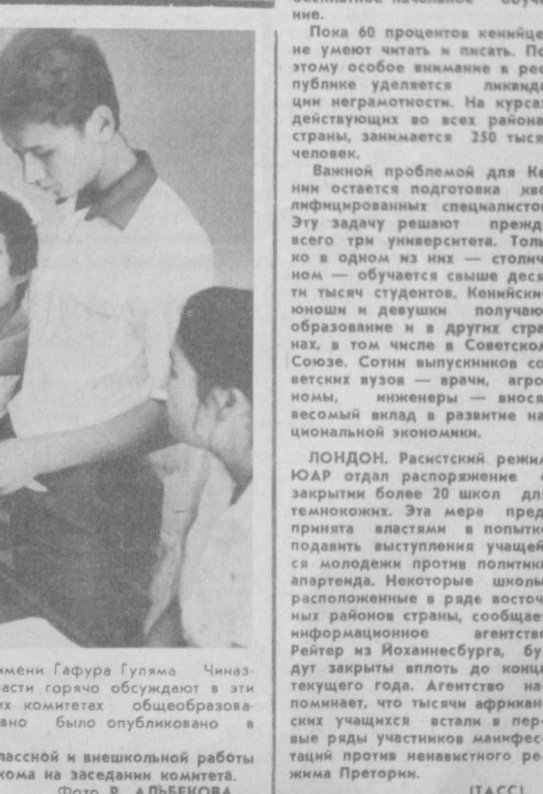 имени Гафура Гуляма Чиназ-
асти горячо обсуждают в эти
их комитетах общеобразова-
вно было опубликовано в
лассной и внешкольной работы
кома на заседании комитета.
Фото Р. АЛЬБЕКОВА.
бесплатное начальное обуче
ние.
Пока 60 процентов кенийце
не умеют читать и писать. По
этому особое внимание в рес
публике уделяется ликвида
ции неграмотности. На курсах
действующих во всех района
страны, занимается 250 тыся
человек.
Важной проблемой для Ке
нии остается подготовка ква
лифицированных специалистов
Эту задачу решают прежд
всего три университета. Толь
ко в одном из них — столич
ном — обучается свыше деся
ти тысяч студентов. Кенийски
юноши и девушки получаю
образование и в других стра
нах, в том числе в Советском
Союзе. Сотни выпускников со
ветских вузов — врачи, агро
номы, инженеры — внося
весомый вклад в развитие на
циональной экономики.
ЛОНДОН. Расистский режим
ЮАР отдал распоряжение о
закрытии более 20 школ для
темнокожих. Эта мера пред
принята властями в попытке
подавить выступления учащей
ся молодежи против политики
апартеида. Некоторые школы
расположенные в ряде восточ
ных районов страны, сообщает
информационное агентство
Рейтер из Йоханнесбурга, бу
дут закрыты вплоть до конца
текущего года. Агентство на-
поминает, что тысячи африкан-
ских учащихся встали в пер-
вые ряды участников манифес-
таций против ненавистного ре-
жима Претории.
(ТАСС)